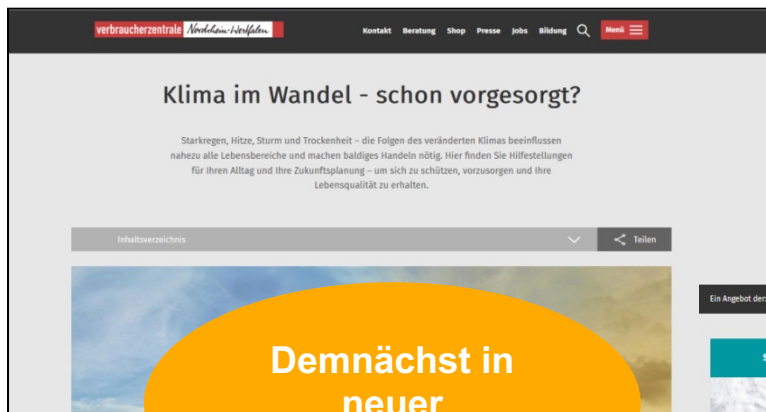 verbraucherzentrale Nordrhein-Westfalen
Kontakt Beratung Shop Presse Jobs Bildung Menü
Klima im Wandel - schon vorgesorgt?
Starkregen, Hitze, Sturm und Trockenheit – die Folgen des veränderten Klimas beeinflussen
nahezu alle Lebensbereiche und machen baldiges Handeln nötig. Hier finden Sie Hilfestellungen
für Ihren Alltag und Ihre Zukunftsplanung – um sich zu schützen, vorzusorgen und Ihre
Lebensqualität zu erhalten.
Inhaltsverzeichnis
Teilen
Ein Angebot der
Demnächst in
neuer